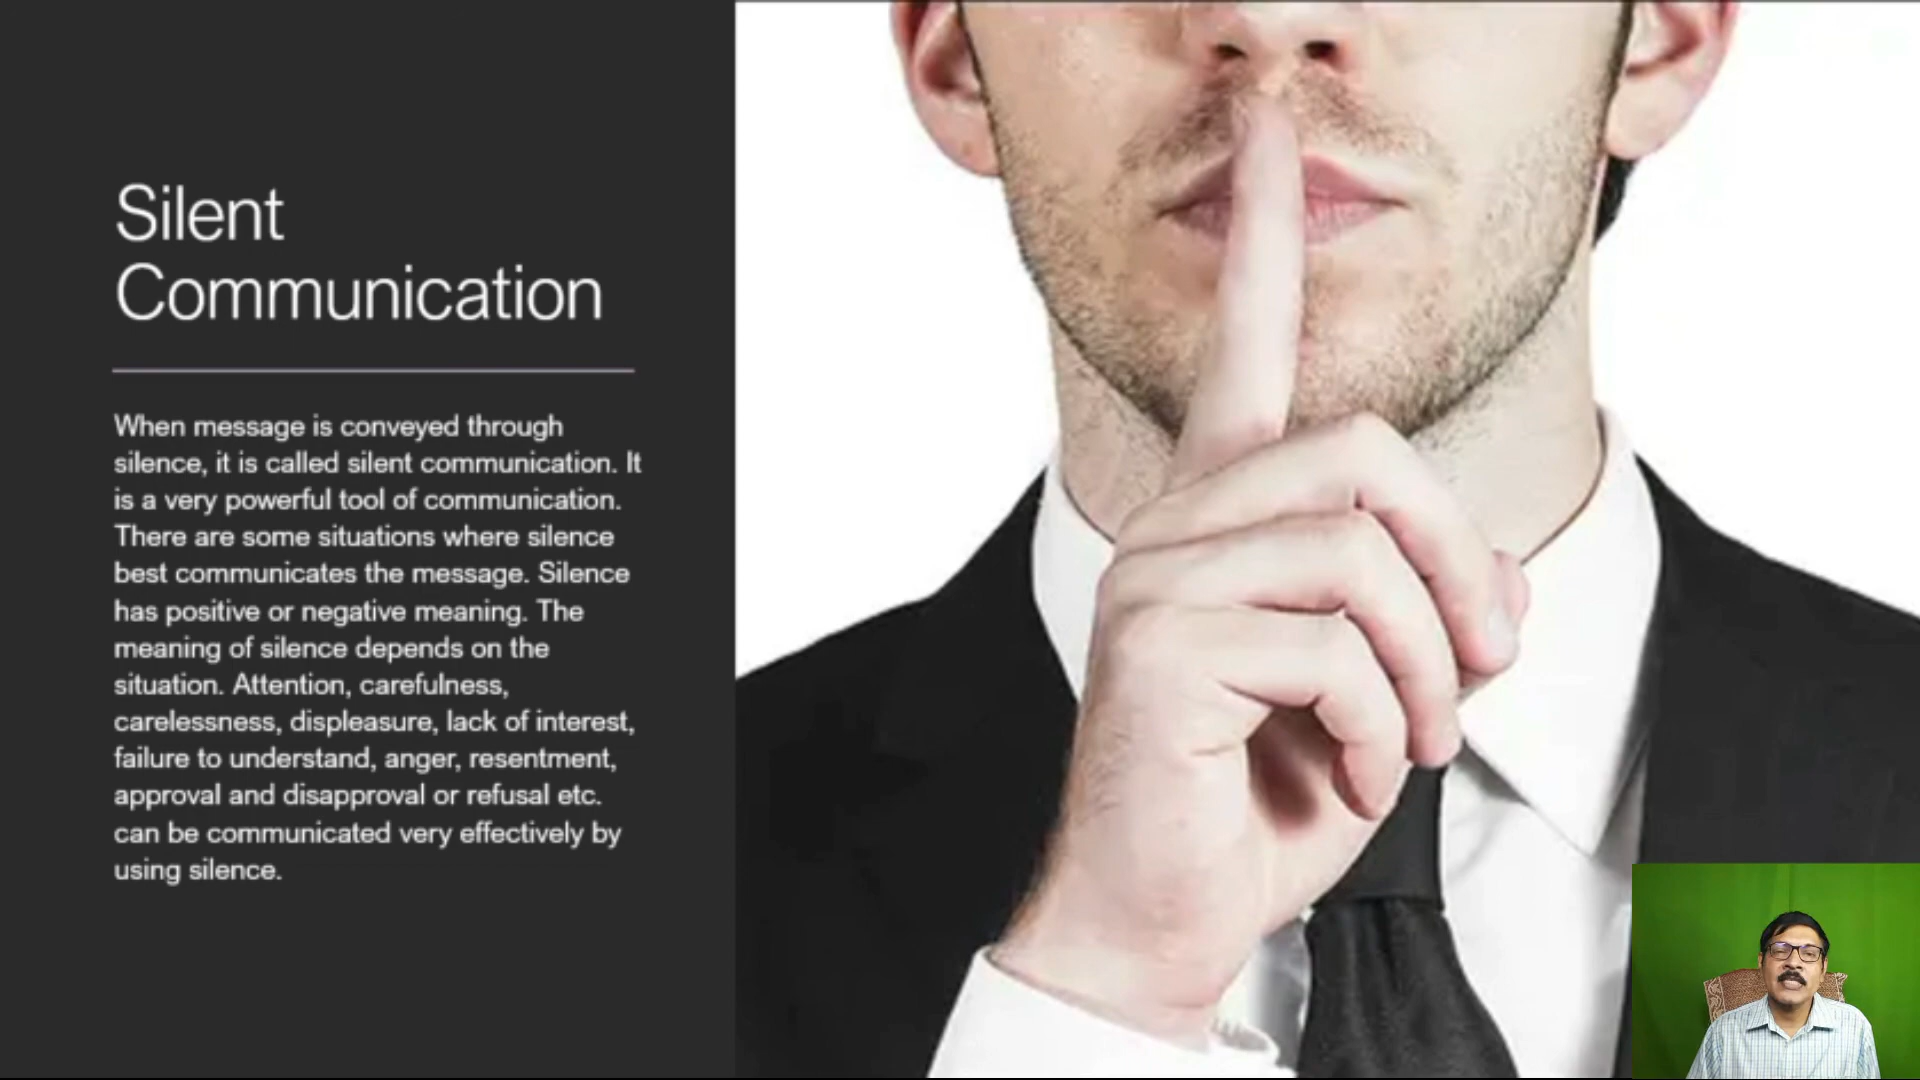 Silent
Communication
When message is conveyed through
silence, it is called silent communication. It
is a very powerful tool of communication.
There are some situations where silence
best communicates the message. Silence
has positive or negative meaning. The
meaning of silence depends on the
situation. Attention, carefulness,
carelessness, displeasure, lack of interest,
failure to understand, anger, resentment,
approval and disapproval or refusal etc.
can be communicated very effectively by
using silence.